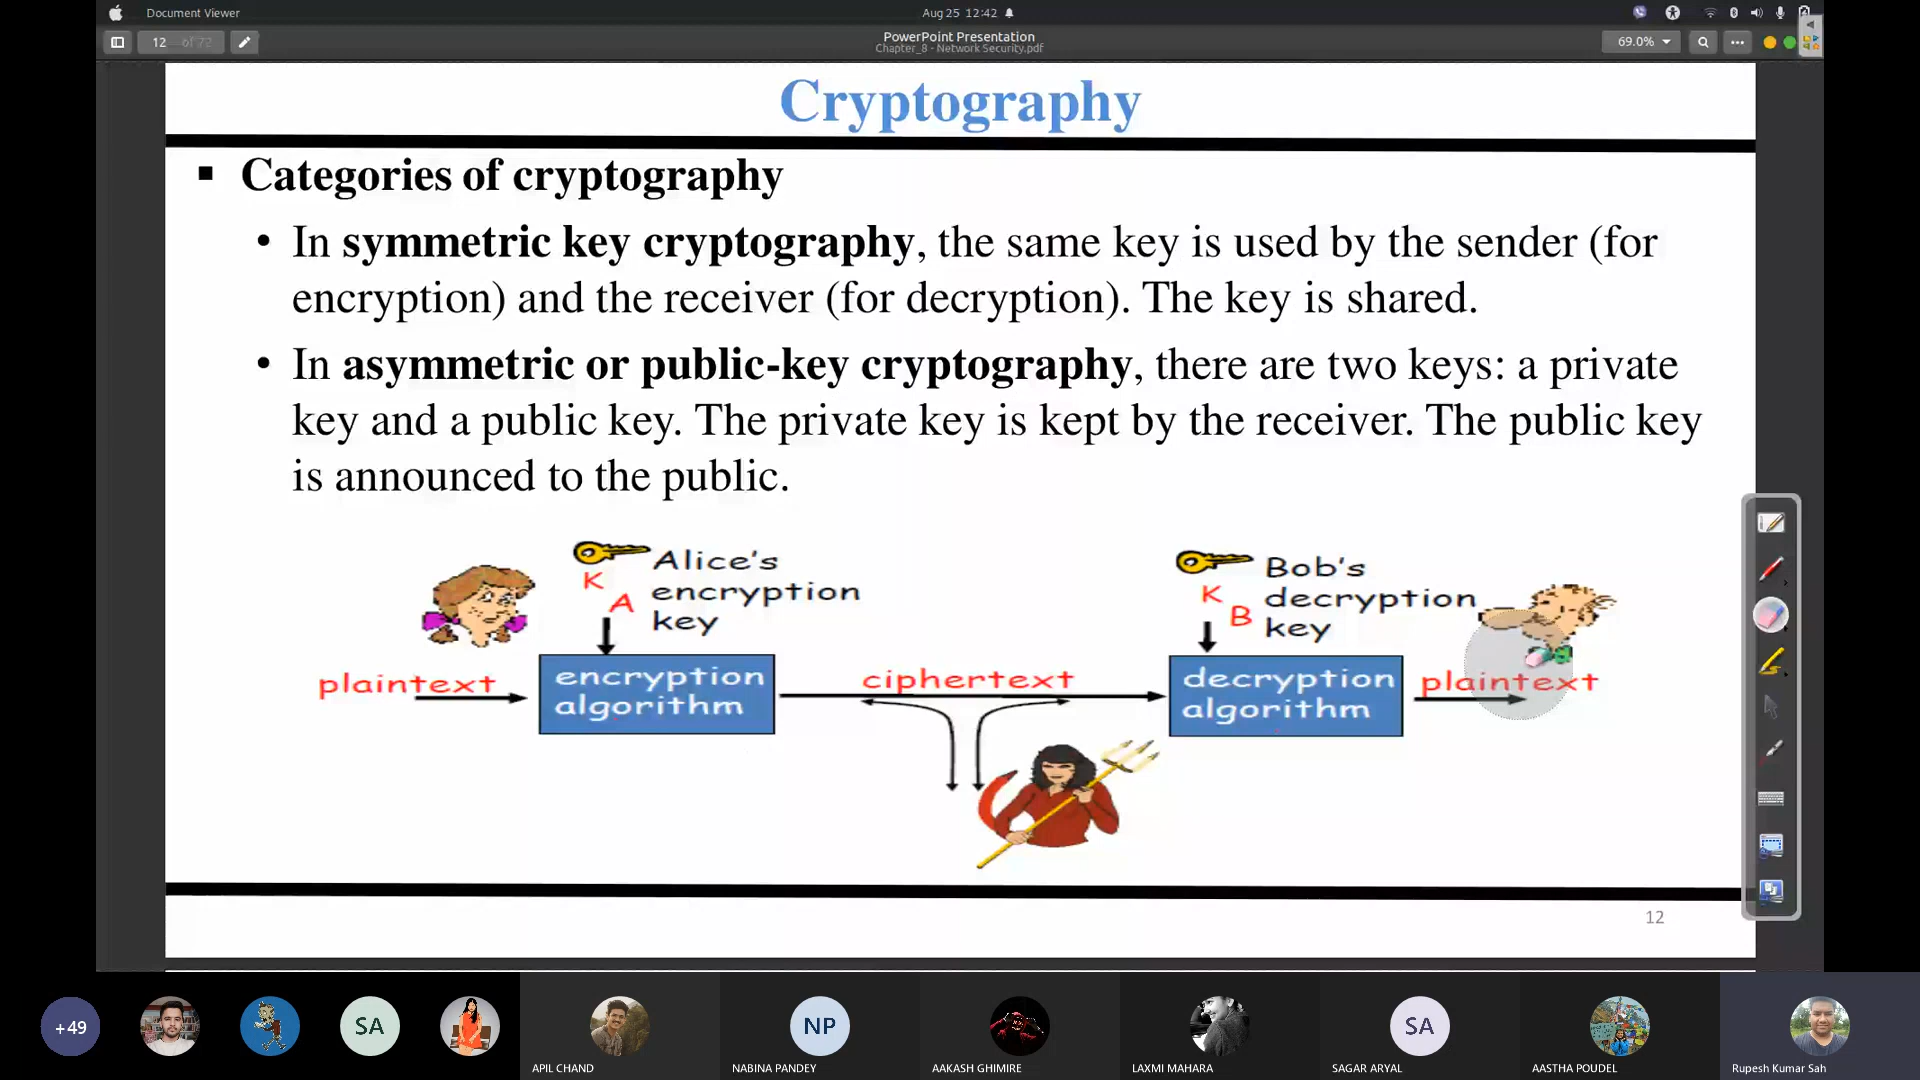 Document Viewer
Aug 25 12:42
12 of 72
PowerPoint Presentation
Chapter_8 - Network Security.pdf
69.0%
Cryptography
Categories of cryptography
• In symmetric key cryptography, the same key is used by the sender (for
encryption) and the receiver (for decryption). The key is shared.
• In asymmetric or public-key cryptography, there are two keys: a private
key and a public key. The private key is kept by the receiver. The public key
is announced to the public.
K A
Alice's
encryption
key
K B
Bob's
decryption
key
plaintext
encryption
algorithm
ciphertext
decryption
algorithm
plaintext
12
+49
SA
NP
SA
APIL CHAND
NABINA PANDEY
AAKASH GHIMIRE
LAXMI MAHARA
SAGAR ARYAL
AASTHA POUDEL
Rupesh Kumar Sah